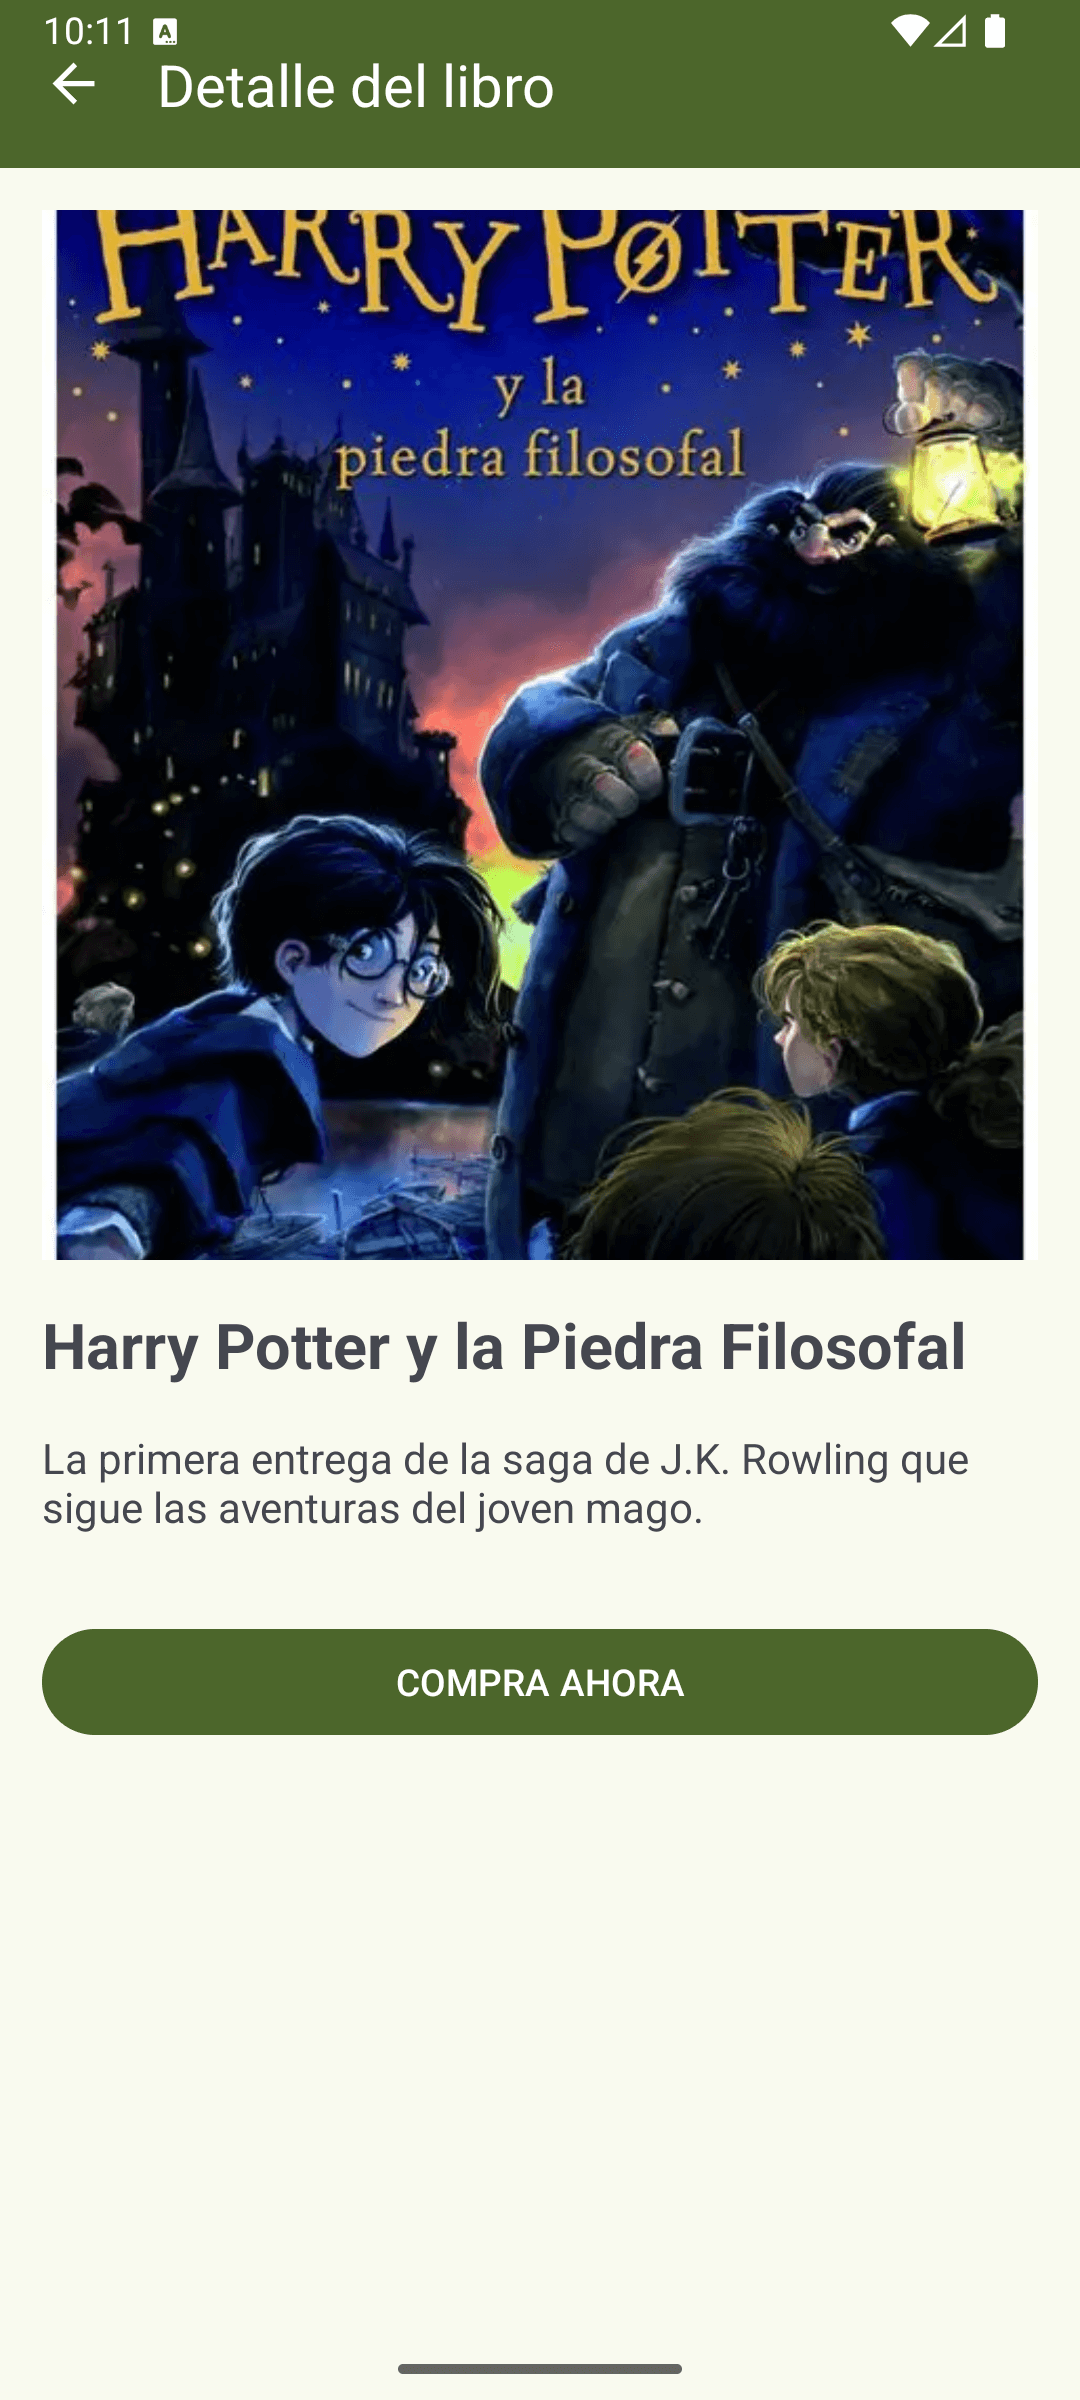 10:11
Detalle del libro
HARRY POTTER
y la
piedra filosofal
Harry Potter y la Piedra Filosofal
La primera entrega de la saga de J.K. Rowling que
sigue las aventuras del joven mago.
COMPRA AHORA